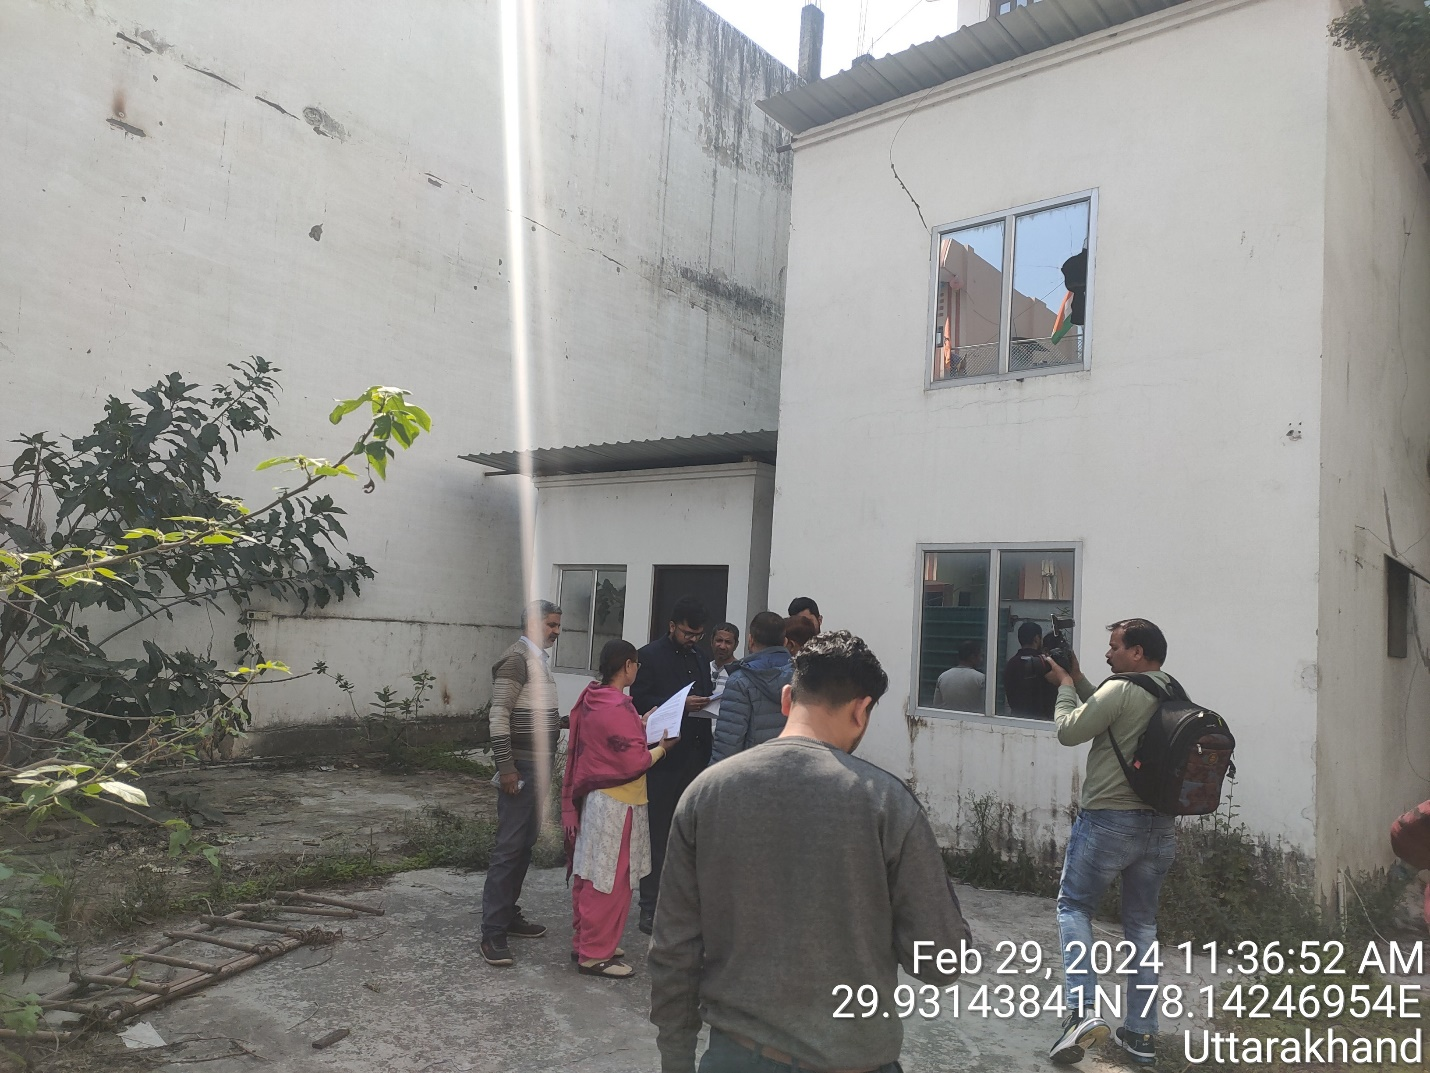 Feb 29, 2024 11:36:52 AM
29.93143841N 78.14246954E
Uttarakhand